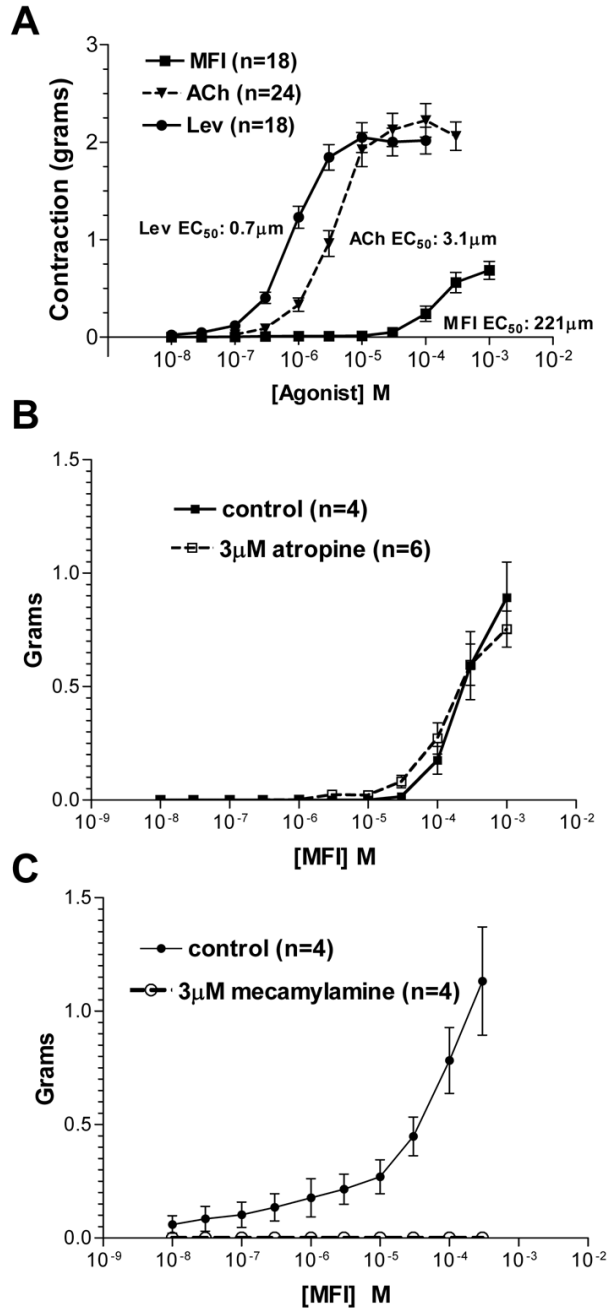 A
MFI (n=18)
ACh (n=24)
Lev (n=18)
3
2
1
0
Contraction (grams)
Lev EC50: 0.7µm
ACh EC50: 3.1µm
MFI EC50: 221µm
10-8 10-7 10-6 10-5 10-4 10-3 10-2
[Agonist] M
B
1.5
1.0
0.5
0.0
Grams
control (n=4)
3µM atropine (n=6)
10-9 10-8 10-7 10-6 10-5 10-4 10-3 10-2
[MFI] M
C
1.5
1.0
0.5
0.0
Grams
control (n=4)
3µM mecamylamine (n=4)
10-9 10-8 10-7 10-6 10-5 10-4 10-3 10-2
[MFI] M